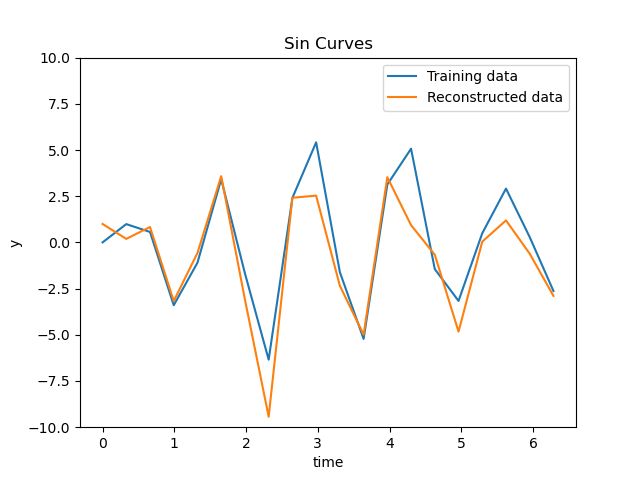 Sin Curves
Training data
Reconstructed data
10.0
7.5
5.0
2.5
0.0
−2.5
−5.0
−7.5
−10.0
y
0 1 2 3 4 5 6
time